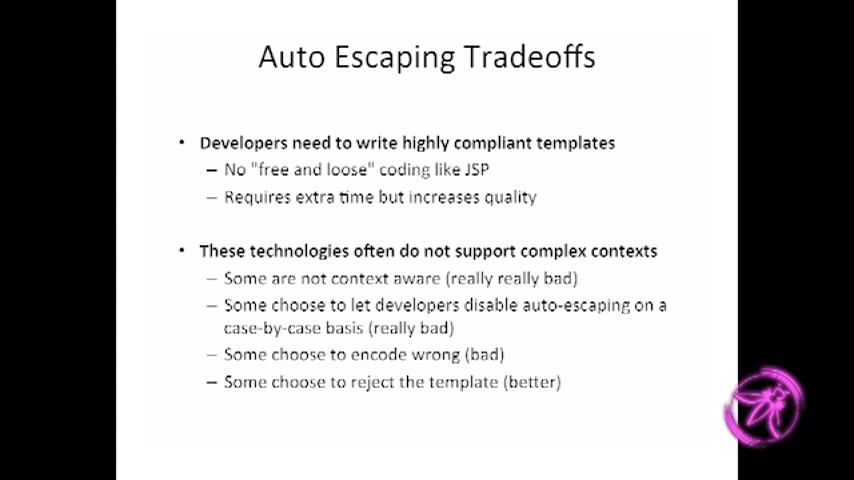 Auto Escaping Tradeoffs
• Developers need to write highly compliant templates
– No "free and loose" coding like JSP
– Requires extra time but increases quality
• These technologies often do not support complex contexts
– Some are not context aware (really really bad)
– Some choose to let developers disable auto-escaping on a
case-by-case basis (really bad)
– Some choose to encode wrong (bad)
– Some choose to reject the template (better)